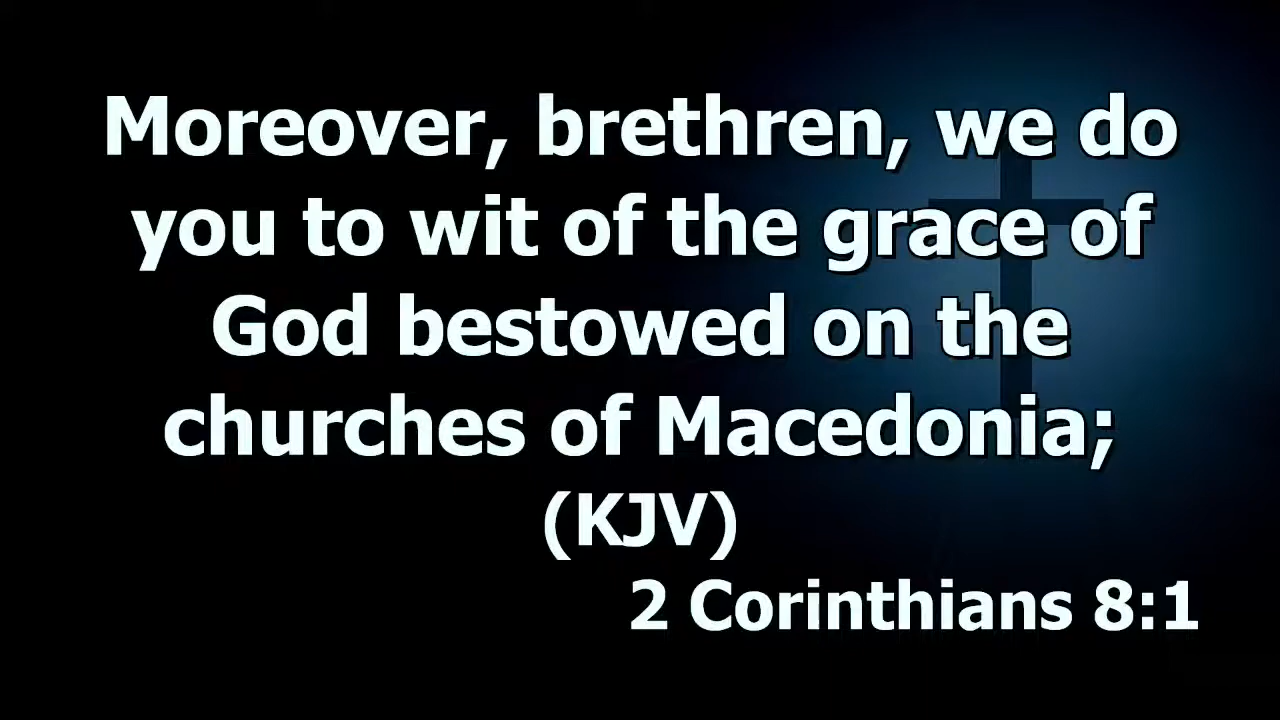 Moreover, brethren, we do
you to wit of the grace of
God bestowed on the
churches of Macedonia;
(KJV)
2 Corinthians 8:1